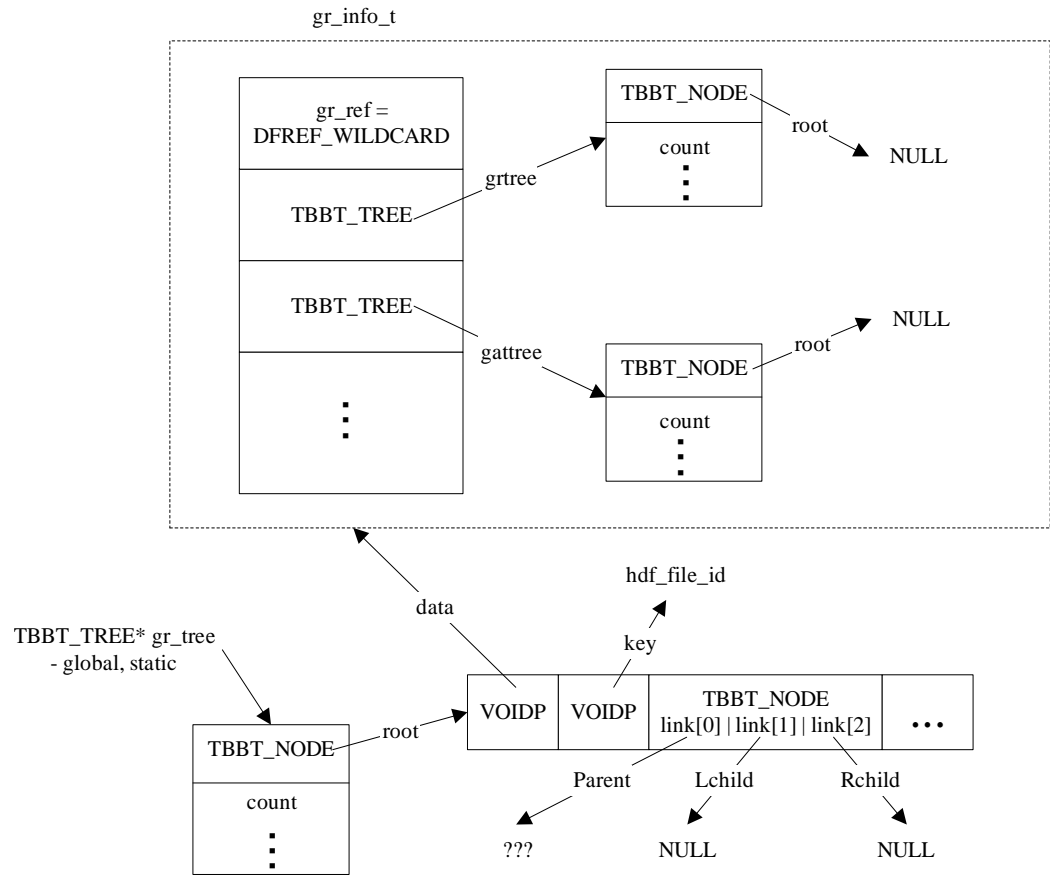 gr_info_t
gr_ref =
DFREF_WILDCARD
TBBT_TREE
TBBT_TREE
grtree
gattree
TBBT_NODE
count
root
NULL
TBBT_NODE
count
root
NULL
data
hdf_file_id
key
TBBT_TREE* gr_tree
- global, static
TBBT_NODE
count
root
VOIDP
VOIDP
TBBT_NODE
link[0] | link[1] | link[2]
...
Parent
Lchild
Rchild
???
NULL
NULL